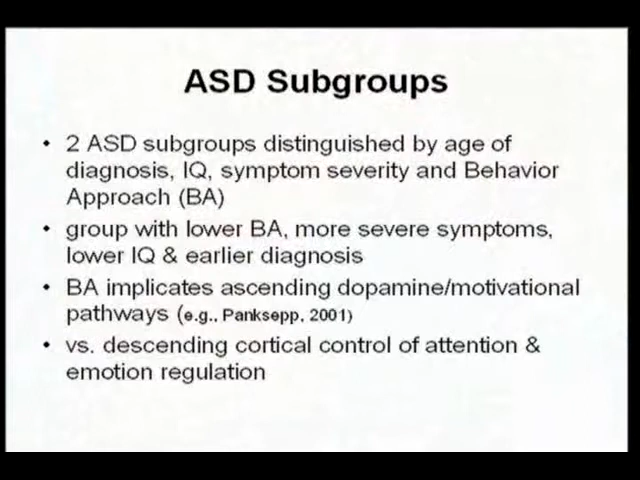 ASD Subgroups
• 2 ASD subgroups distinguished by age of
diagnosis, IQ, symptom severity and Behavior
Approach (BA)
• group with lower BA, more severe symptoms,
lower IQ & earlier diagnosis
• BA implicates ascending dopamine/motivational
pathways (e.g., Panksepp, 2001)
• vs. descending cortical control of attention &
emotion regulation